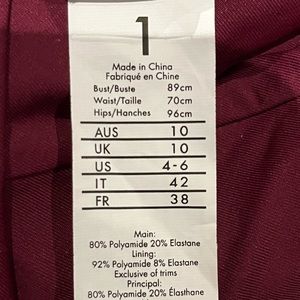 1
Made in China
Fabriqué en Chine
Bust/Buste 89cm
Waist/Taille 70cm
Hips/Hanches 96cm
AUS 10
UK 10
US 4-6
IT 42
FR 38
Main:
80% Polyamide 20% Elastane
Lining:
92% Polyamide 8% Elastane
Exclusive of trims
Principal:
80% Polyamide 20% Élasthane